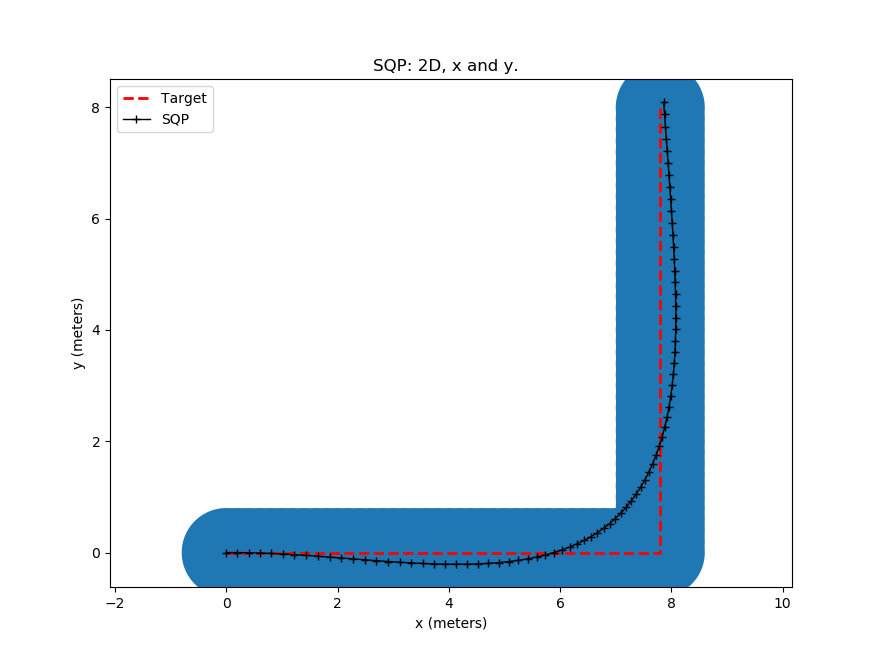 SQP: 2D, x and y.
Target
SQP
y (meters)
8
6
4
2
0
−2
0
2
4
6
8
10
x (meters)